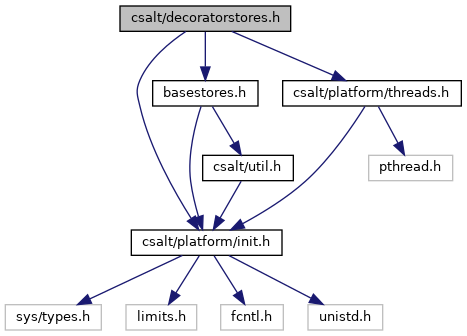 csalt/decoratorstores.h
basestores.h
csalt/platform/threads.h
csalt/util.h
pthread.h
csalt/platform/init.h
sys/types.h
limits.h
fcntl.h
unistd.h